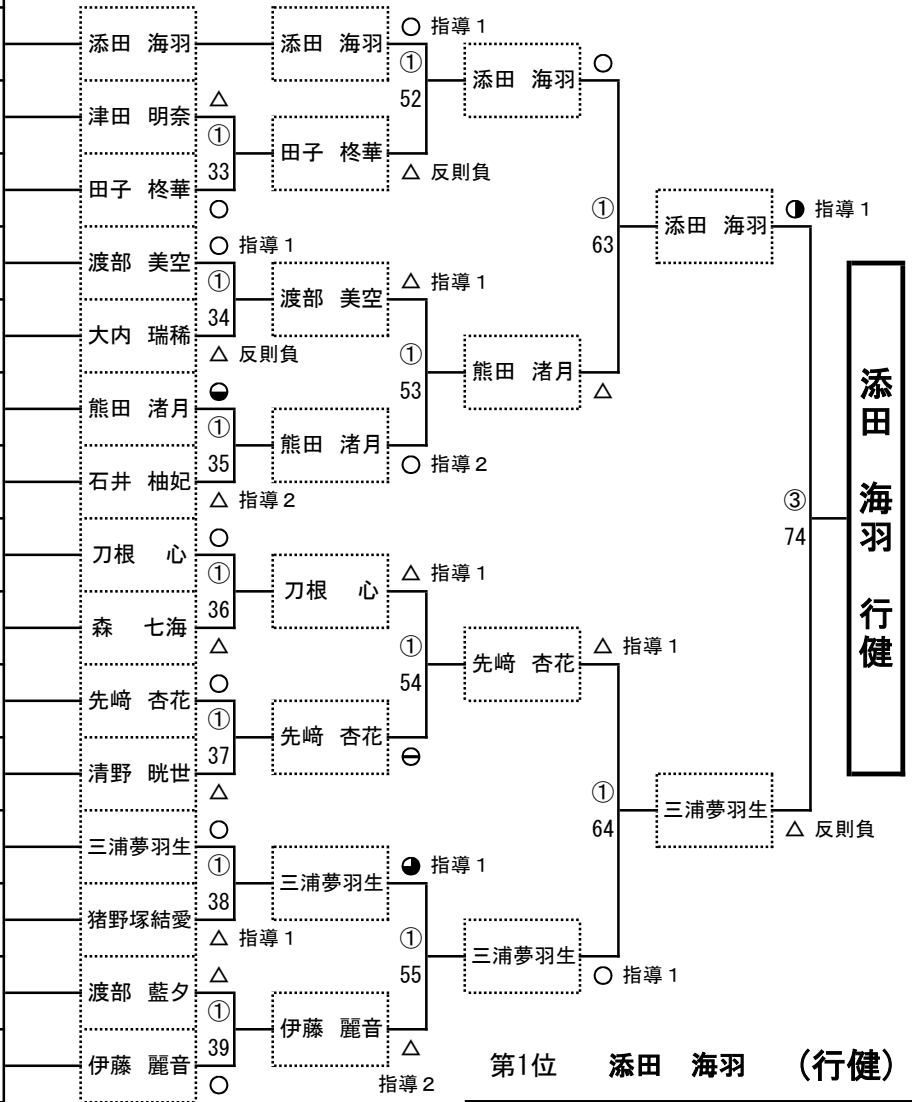 添田 海羽
津田 明奈
田子 柊華
渡部 美空
大内 瑞稀
熊田 渚月
石井 柚妃
刀根 心
森 七海
先﨑 杏花
清野 晄世
三浦夢羽生
猪野塚結愛
渡部 藍夕
伊藤 麗音
△
① 33
○
○ 指導1
① 34
△ 反則負
① 35
△ 指導2
○
① 36
△
○
① 37
△
○
① 38
△ 指導1
△
① 39
○
添田 海羽
田子 柊華
渡部 美空
熊田 渚月
刀根 心
先﨑 杏花
三浦夢羽生
伊藤 麗音
○ 指導1
① 52
△ 反則負
△ 指導1
① 53
○ 指導2
△ 指導1
① 54
⊖
指導1
① 55
△
指導2
添田 海羽
熊田 渚月
先﨑 杏花
三浦夢羽生
○
① 63
△
△ 指導1
① 64
○ 指導1
添田 海羽
三浦夢羽生
◑ 指導1
③ 74
△ 反則負
添田 海羽 行健
第1位 添田 海羽 (行健)